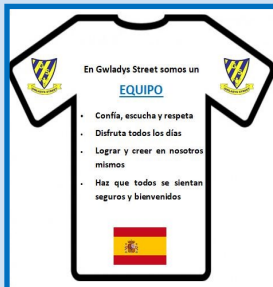 En Gwladys Street somos un
EQUIPO
• Confía, escucha y respeta
• Disfruta todos los días
• Lograr y creer en nosotros
mismos
• Haz que todos se sientan
seguros y bienvenidos